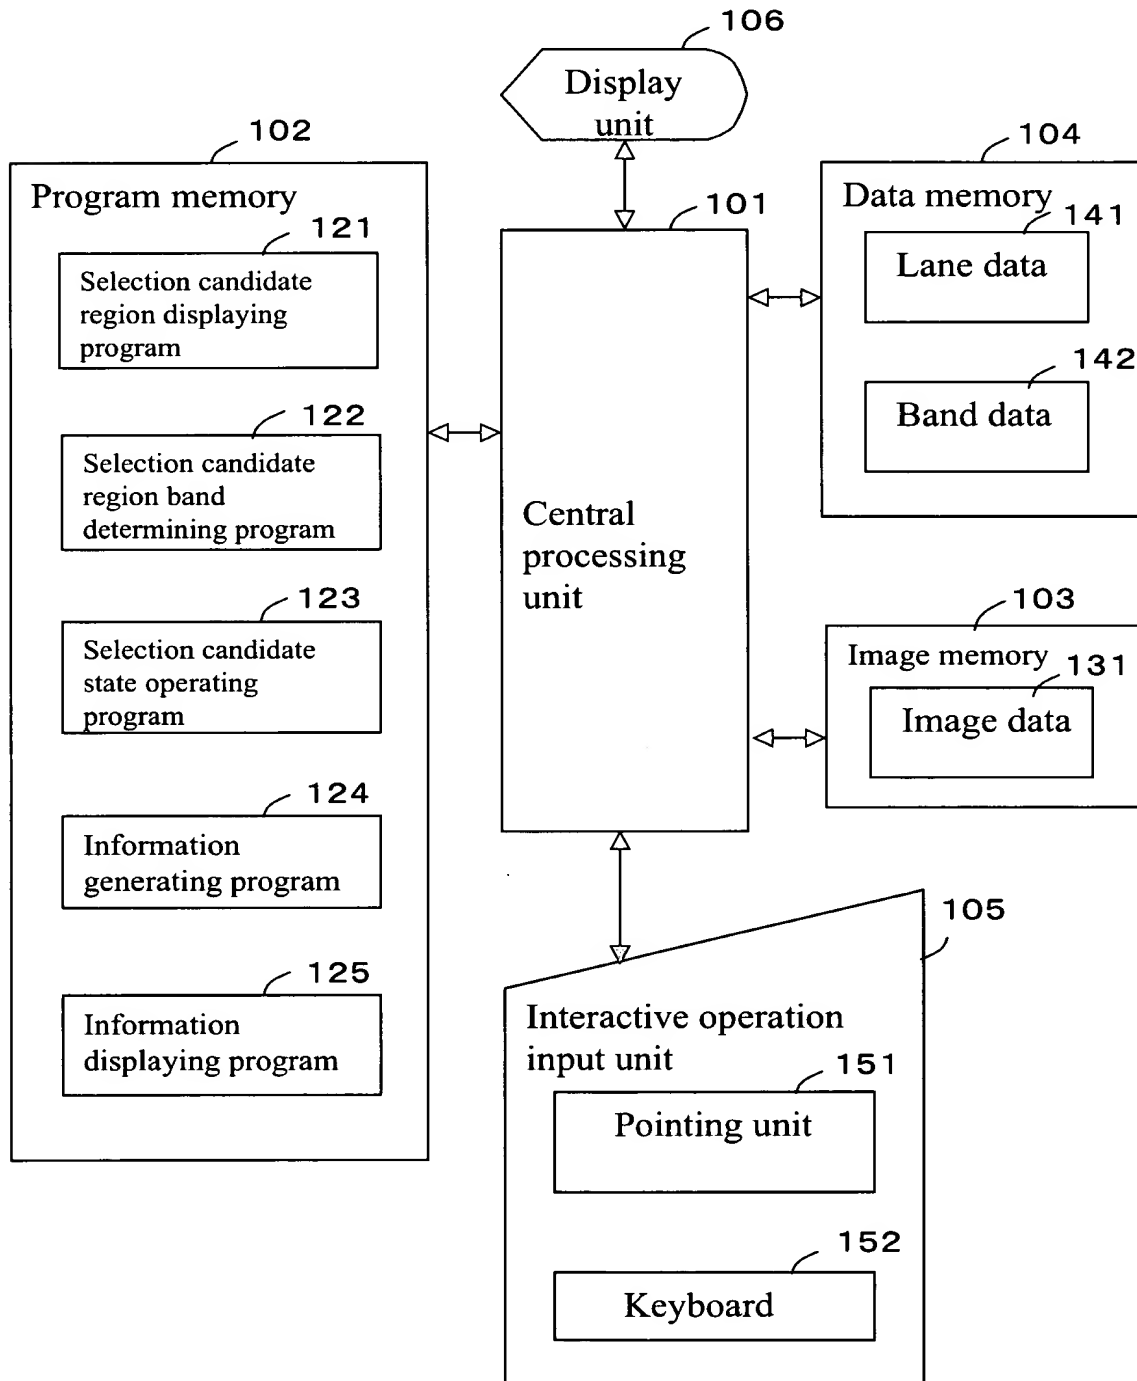 106
Display
unit
102
Program memory
121
Selection candidate
region displaying
program
122
Selection candidate
region band
determining program
123
Selection candidate
state operating
program
124
Information
generating program
125
Information
displaying program
101
Central
processing
unit
104
Data memory
141
Lane data
142
Band data
103
Image memory
131
Image data
105
Interactive operation
input unit
151
Pointing unit
152
Keyboard